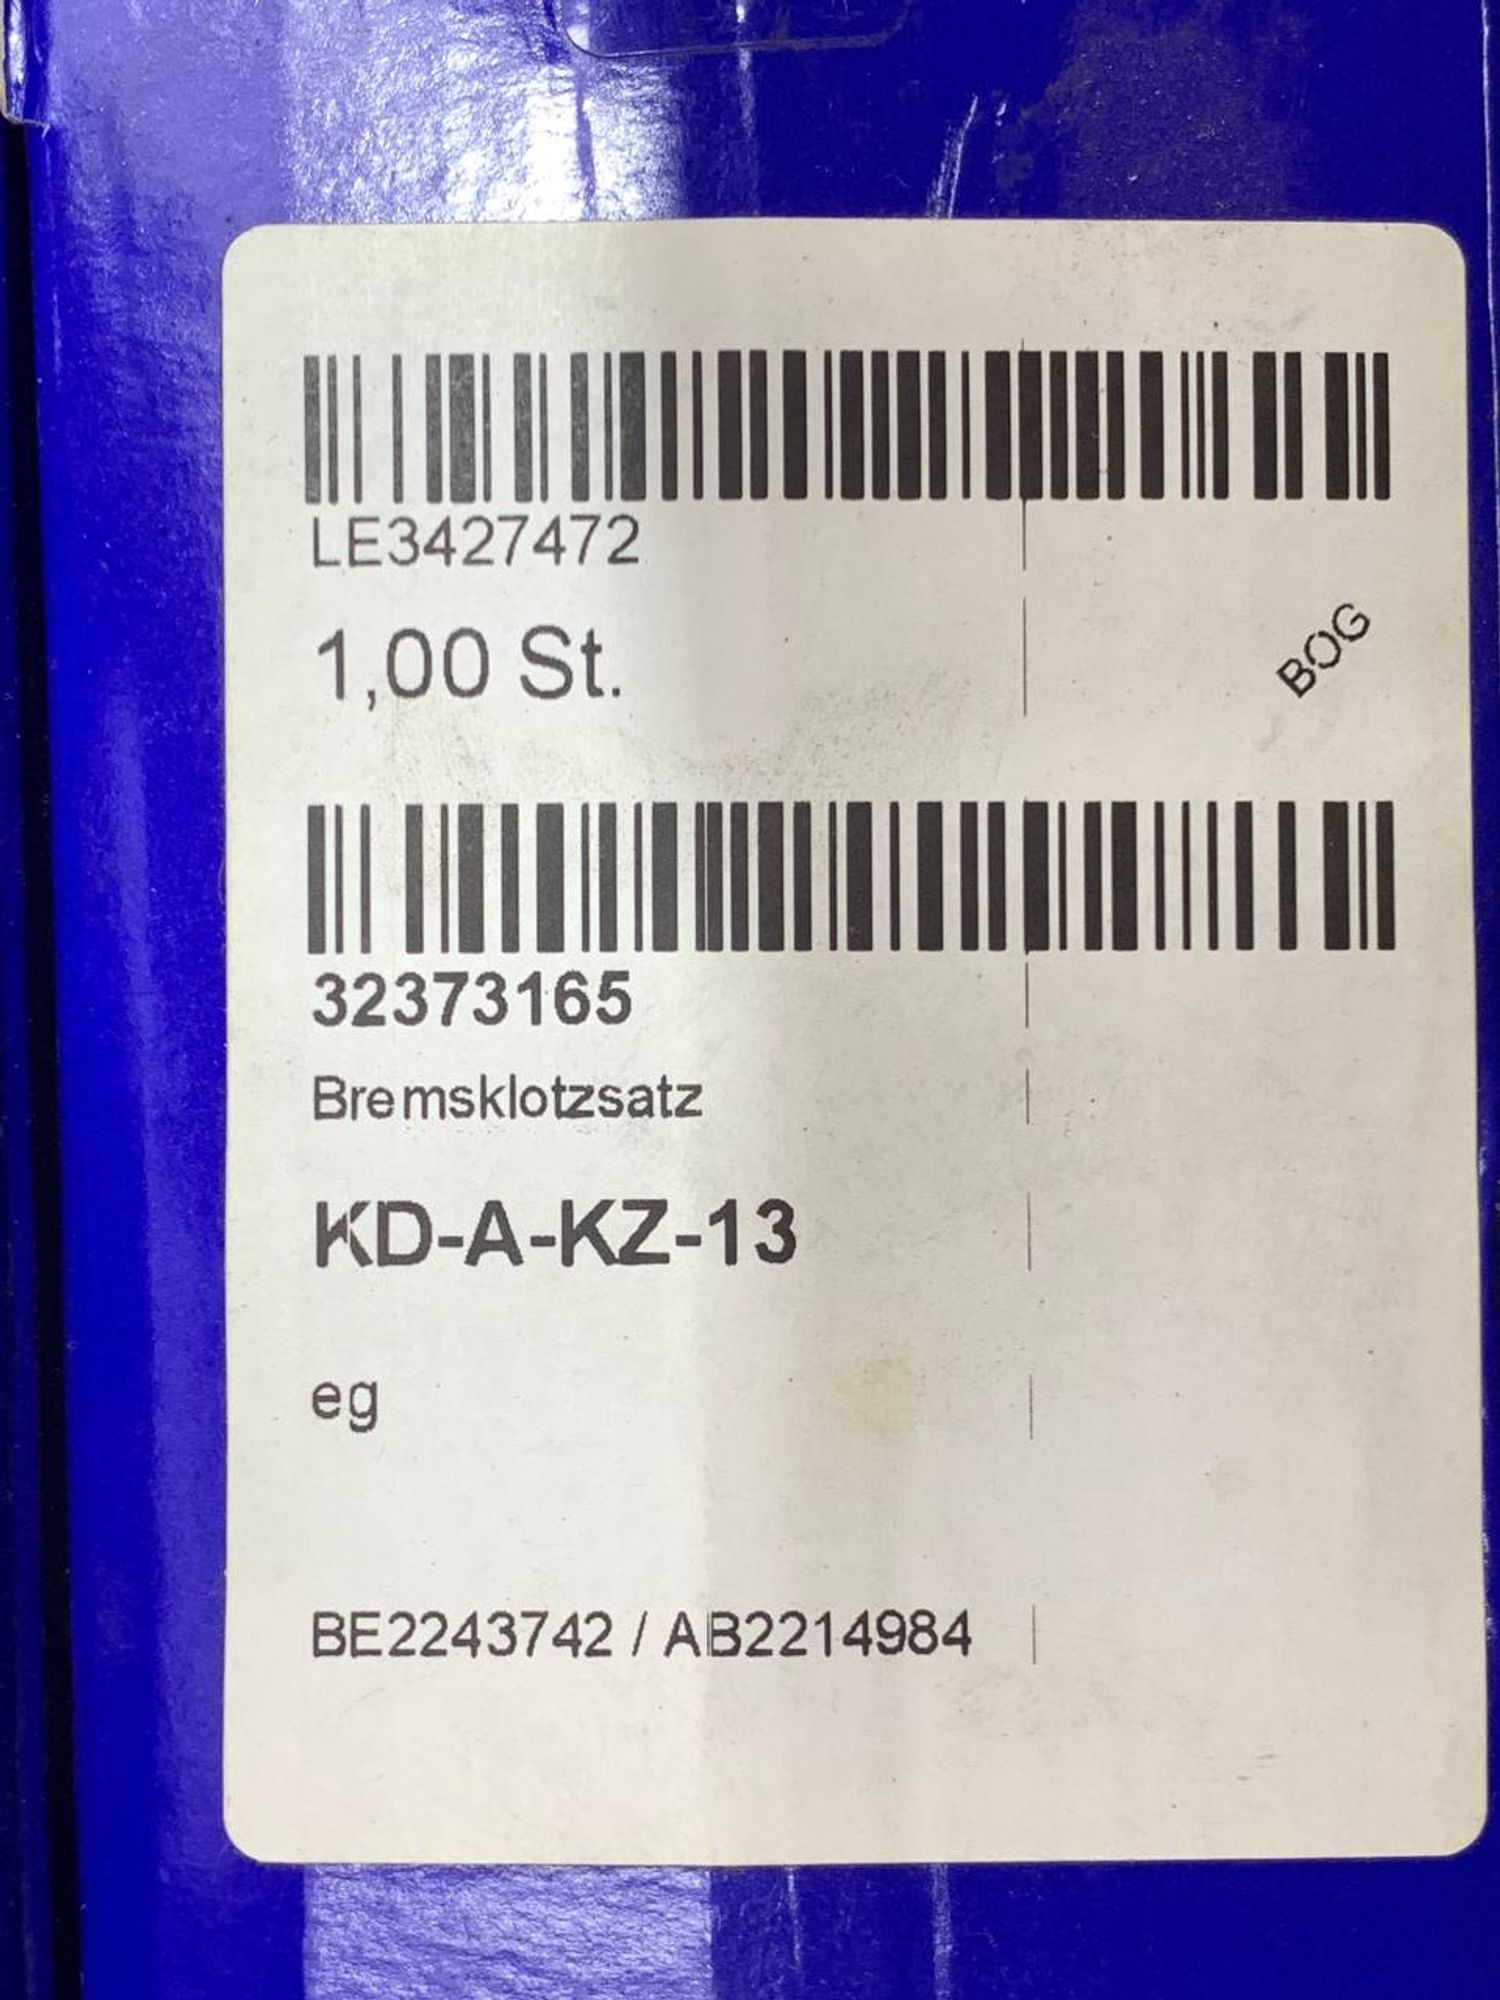 LE3427472
1,00 St.
BOG
32373165
Bremsklotzsatz
KD-A-KZ-13
eg
BE2243742 / AB2214984